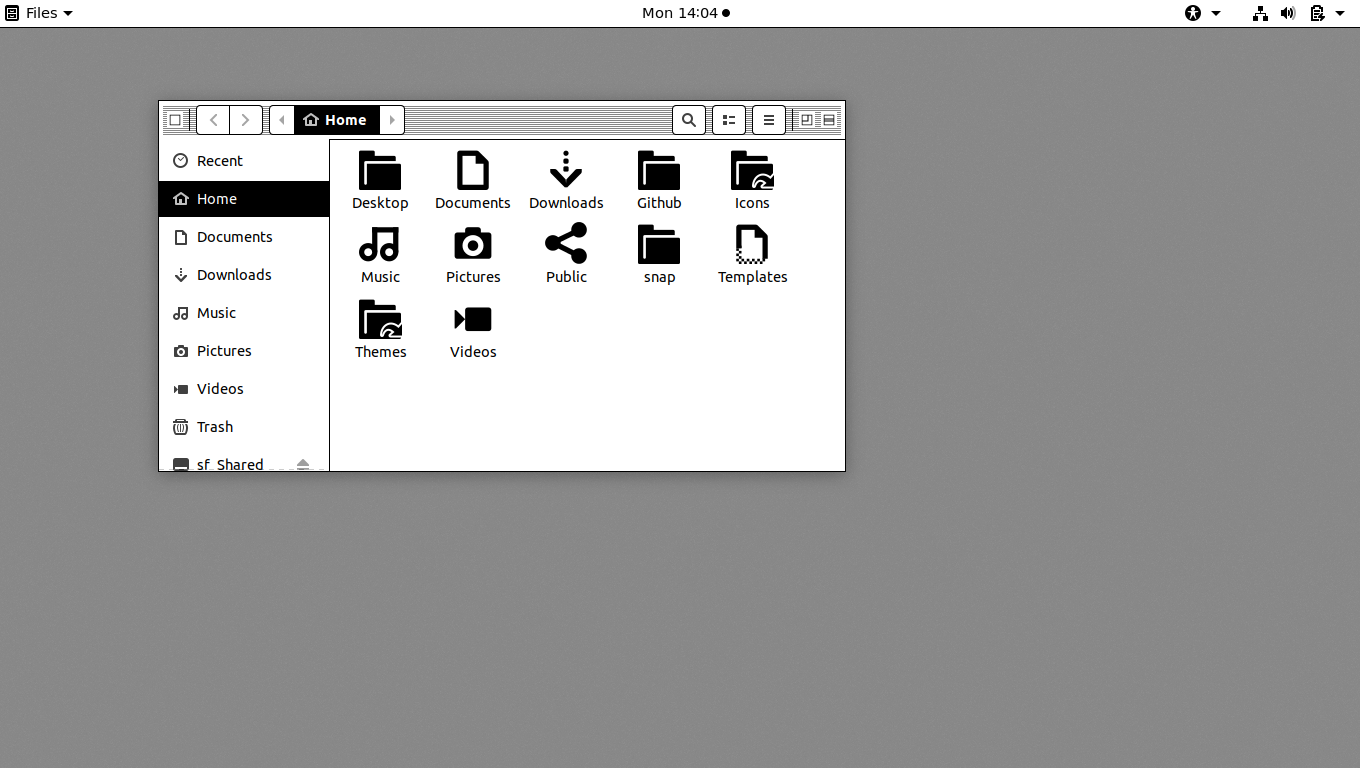 Files
Mon 14:04
Home
Recent
Home
Documents
Downloads
Music
Pictures
Videos
Trash
sf_Shared
Desktop Documents Downloads Github Icons
Music Pictures Public snap Templates
Themes Videos